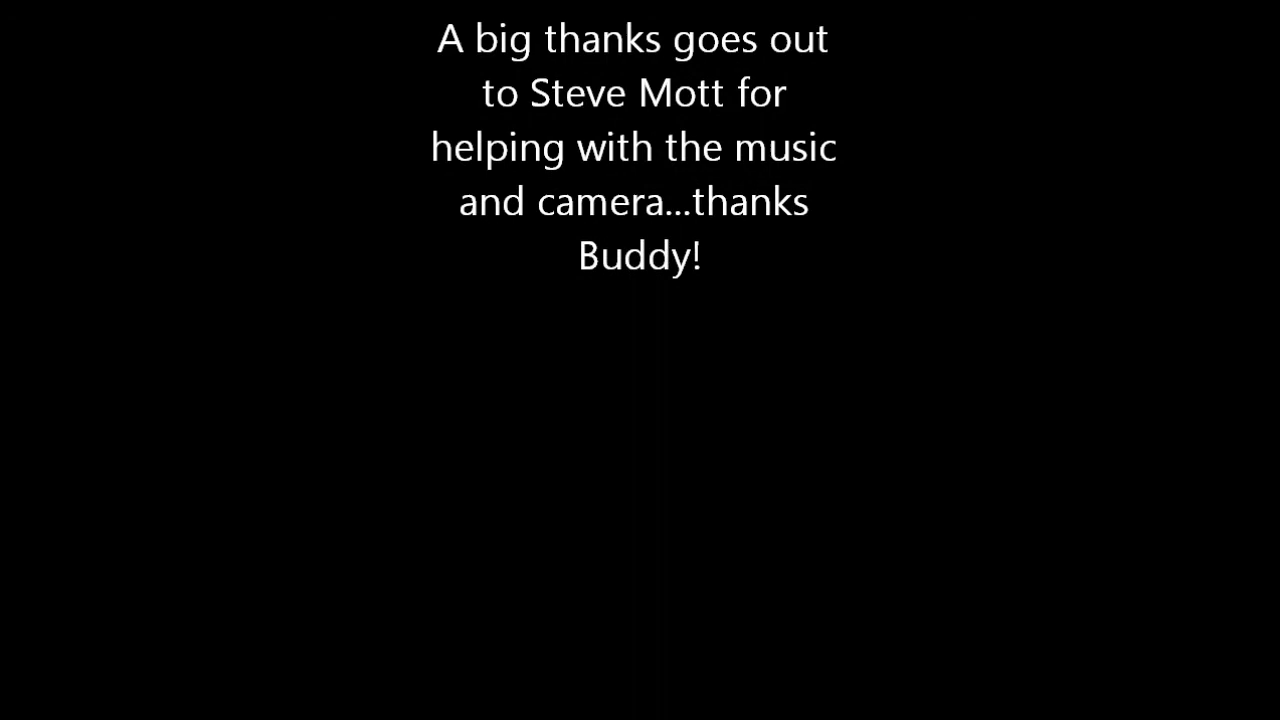 A big thanks goes out
to Steve Mott for
helping with the music
and camera...thanks
Buddy!